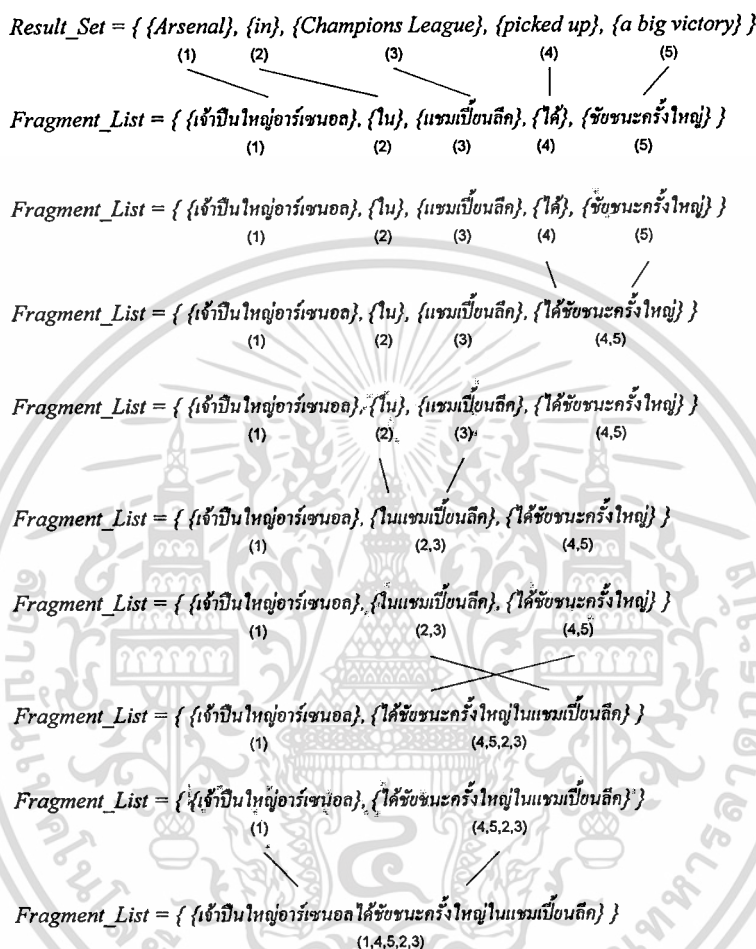 Result_Set = { {Arsenal}, {in}, {Champions League}, {picked up}, {a big victory} }
(1) (2) (3) (4) (5)
Fragment_List = { {เจ้าปืนใหญ่อาร์เซนอล}, {ใน}, {แชมเปี้ยนลีก}, {ได้}, {ชัยชนะครั้งใหญ่} }
(1) (2) (3) (4) (5)
Fragment_List = { {เจ้าปืนใหญ่อาร์เซนอล}, {ใน}, {แชมเปี้ยนลีก}, {ได้}, {ชัยชนะครั้งใหญ่} }
(1) (2) (3) (4) (5)
Fragment_List = { {เจ้าปืนใหญ่อาร์เซนอล}, {ใน}, {แชมเปี้ยนลีก}, {ได้ชัยชนะครั้งใหญ่} }
(1) (2) (3) (4,5)
Fragment_List = { {เจ้าปืนใหญ่อาร์เซนอล}, {ใน}, {แชมเปี้ยนลีก}, {ได้ชัยชนะครั้งใหญ่} }
(1) (2) (3) (4,5)
Fragment_List = { {เจ้าปืนใหญ่อาร์เซนอล}, {ในแชมเปี้ยนลีก}, {ได้ชัยชนะครั้งใหญ่} }
(1) (2,3) (4,5)
Fragment_List = { {เจ้าปืนใหญ่อาร์เซนอล}, {ในแชมเปี้ยนลีก}, {ได้ชัยชนะครั้งใหญ่} }
(1) (2,3) (4,5)
Fragment_List = { {เจ้าปืนใหญ่อาร์เซนอล}, {ได้ชัยชนะครั้งใหญ่ในแชมเปี้ยนลีก} }
(1) (4,5,2,3)
Fragment_List = { {เจ้าปืนใหญ่อาร์เซนอล}, {ได้ชัยชนะครั้งใหญ่ในแชมเปี้ยนลีก} }
(1) (4,5,2,3)
Fragment_List = { {เจ้าปืนใหญ่อาร์เซนอลได้ชัยชนะครั้งใหญ่ในแชมเปี้ยนลีก} }
(1,4,5,2,3)